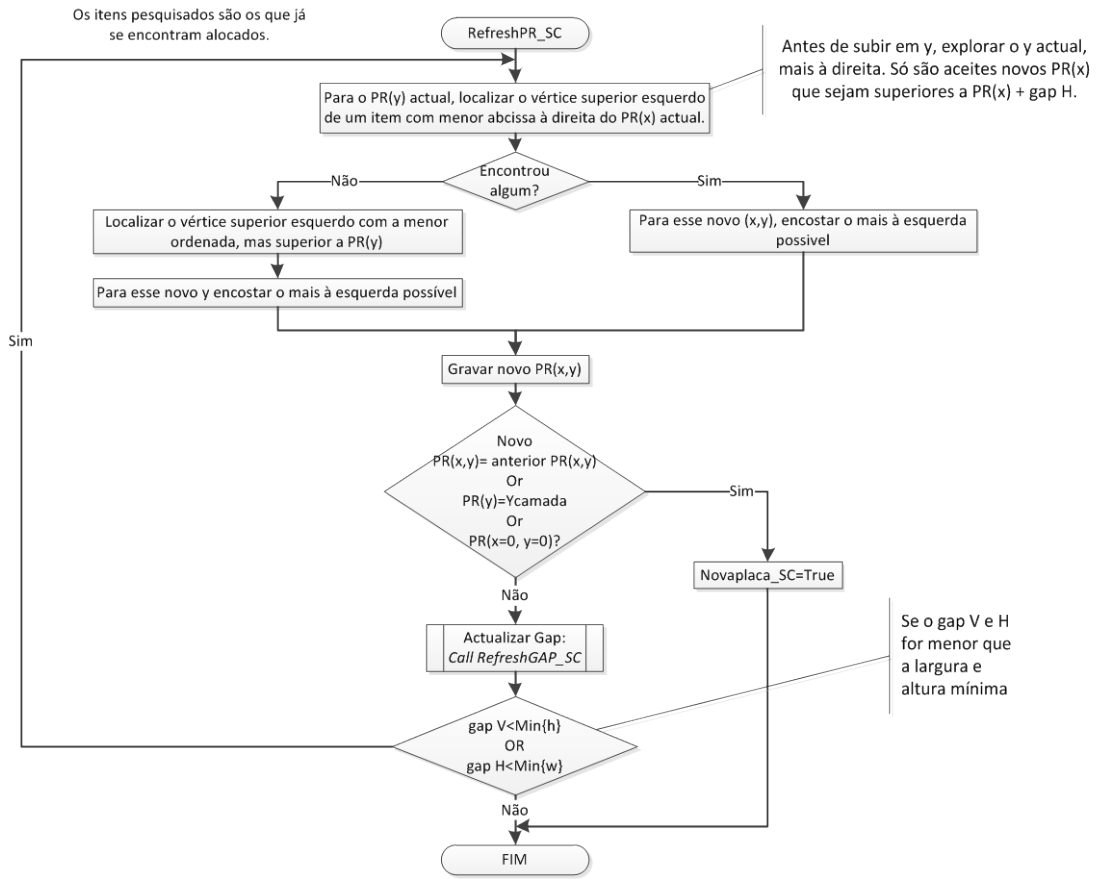 Os itens pesquisados são os que já
se encontram alocados.
RefreshPR_SC
Antes de subir em y, explorar o y actual,
mais à direita. Só são aceites novos PR(x)
que sejam superiores a PR(x) + gap H.
Para o PR(y) actual, localizar o vértice superior esquerdo
de um item com menor abcissa à direita do PR(x) actual.
Encontrou
algum?
Não
Sim
Localizar o vértice superior esquerdo com a menor
ordenada, mas superior a PR(y)
Para esse novo (x,y), encostar o mais à esquerda
possivel
Para esse novo y encostar o mais à esquerda possível
Sim
Gravar novo PR(x,y)
Novo
PR(x,y)= anterior PR(x,y)
Or
PR(y)=Ycamada
Or
PR(x=0, y=0)?
Sim
Novaplaca_SC=True
Não
Actualizar Gap:
Call RefreshGAP_SC
Se o gap V e H
for menor que
a largura e
altura mínima
gap V<Min{h}
OR
gap H<Min{w}
Não
FIM